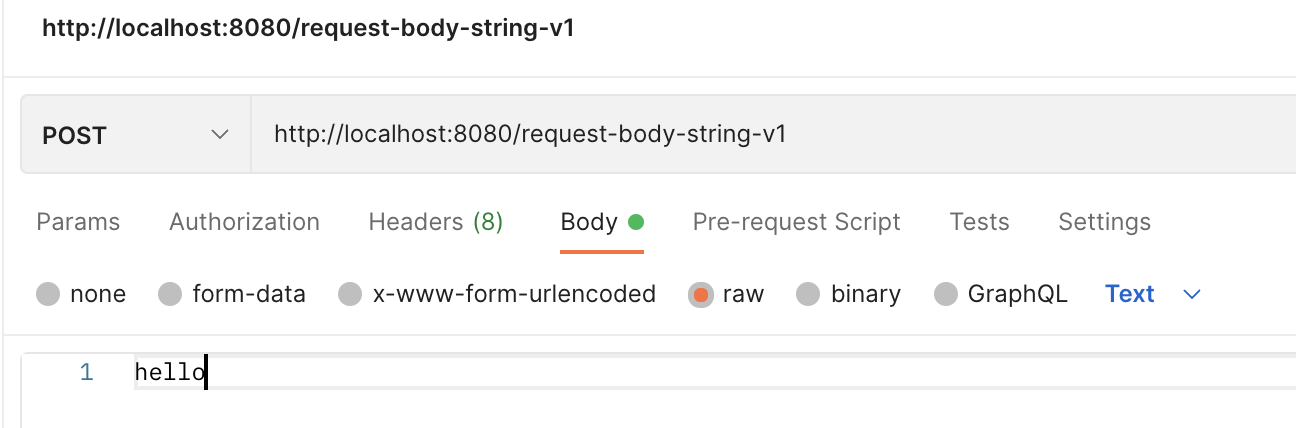 http://localhost:8080/request-body-string-v1
POST http://localhost:8080/request-body-string-v1
Params Authorization Headers (8) Body Pre-request Script Tests Settings
none form-data x-www-form-urlencoded raw binary GraphQL Text
1 hello